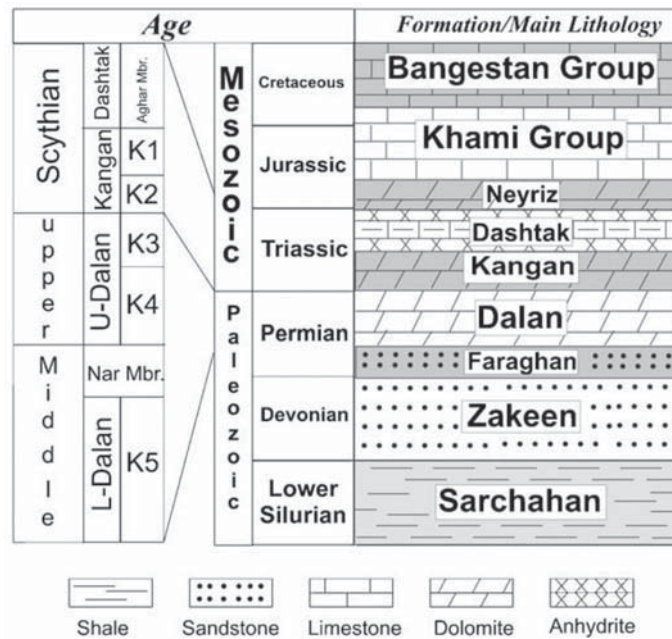 Age
Formation/Main Lithology
Scythian
Dashtak
Aghar Mbr.
Kangan
K1
K2
upper
U-Dalan
K3
K4
Middle
Nar Mbr.
L-Dalan
K5
Mesozoic
Cretaceous
Jurassic
Triassic
Paleozoic
Permian
Devonian
Lower
Silurian
Bangestan Group
Khami Group
Neyriz
Dashtak
Kangan
Dalan
Faraghan
Zakeen
Sarchahan
Shale
Sandstone
Limestone
Dolomite
Anhydrite